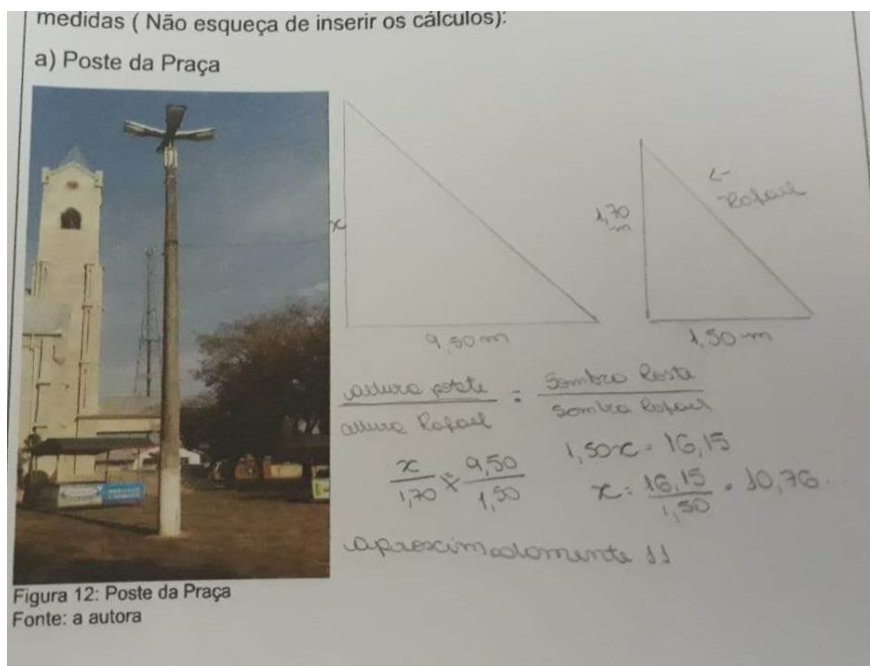 medidas ( Não esqueça de inserir os cálculos):
a) Poste da Praça
x
9,50 m
1,70
m
←
Rafael
1,50 m
altura poste / altura Rafael = Sombra Poste / Sombra Rafael
x / 1,70 = 9,50 / 1,50
1,50x = 16,15
x = 16,15 / 1,50 = 10,76...
aproximadamente 11
Figura 12: Poste da Praça
Fonte: a autora